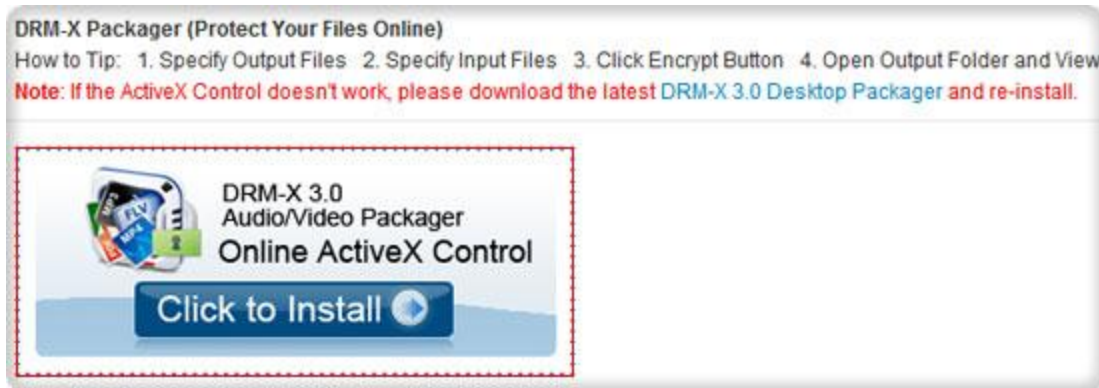 DRM-X Packager (Protect Your Files Online)
How to Tip: 1. Specify Output Files 2. Specify Input Files 3. Click Encrypt Button 4. Open Output Folder and View
Note: If the ActiveX Control doesn't work, please download the latest DRM-X 3.0 Desktop Packager and re-install.
MP3
FLV
MP4
DRM-X 3.0
Audio/Video Packager
Online ActiveX Control
Click to Install